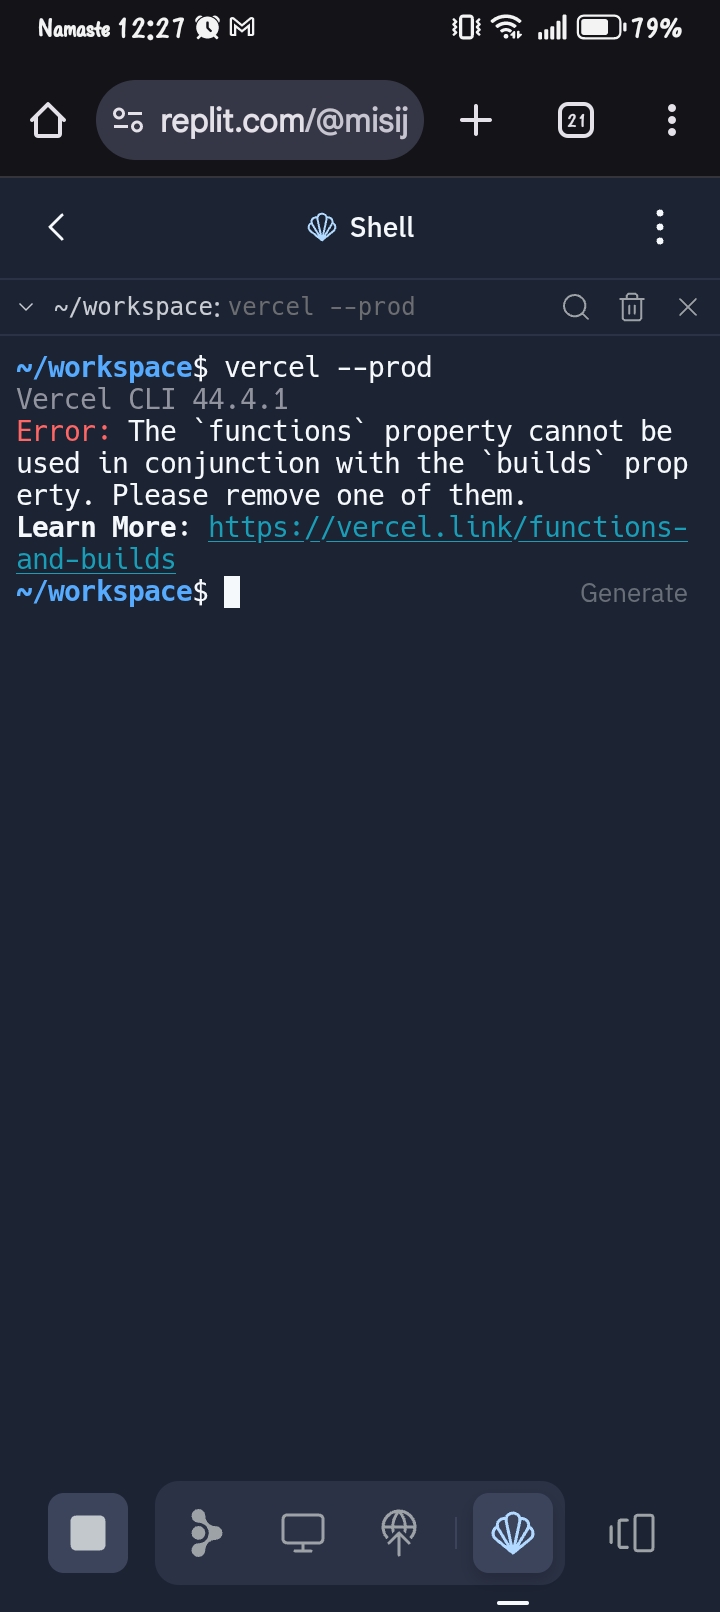 Namaste 12:27 79%
replit.com/@misij 21
Shell
~/workspace: vercel --prod
~/workspace$ vercel --prod
Vercel CLI 44.4.1
Error: The `functions` property cannot be
used in conjunction with the `builds` prop
erty. Please remove one of them.
Learn More: https://vercel.link/functions-
and-builds
~/workspace$ Generate